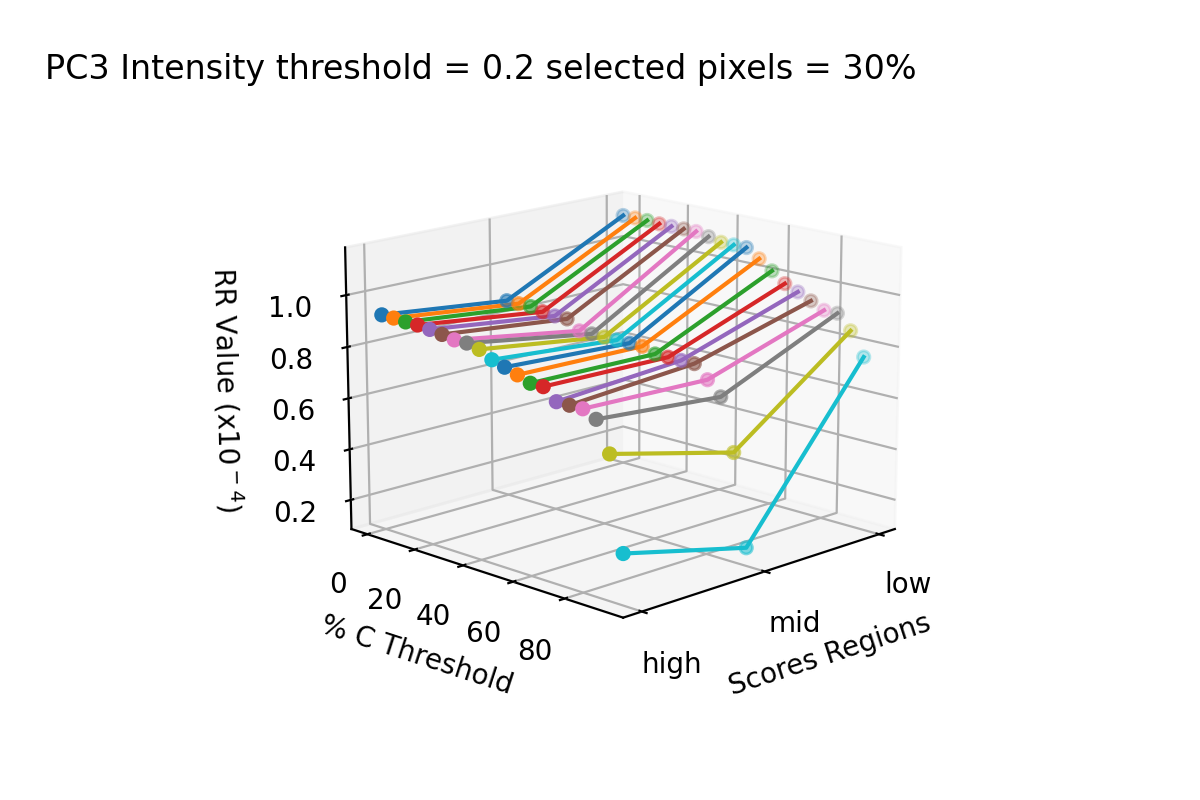 PC3 Intensity threshold = 0.2 selected pixels = 30%
RR Value (x10⁻⁴)
1.0
0.8
0.6
0.4
0.2
0
20
40
60
80
% C Threshold
high
mid
low
Scores Regions